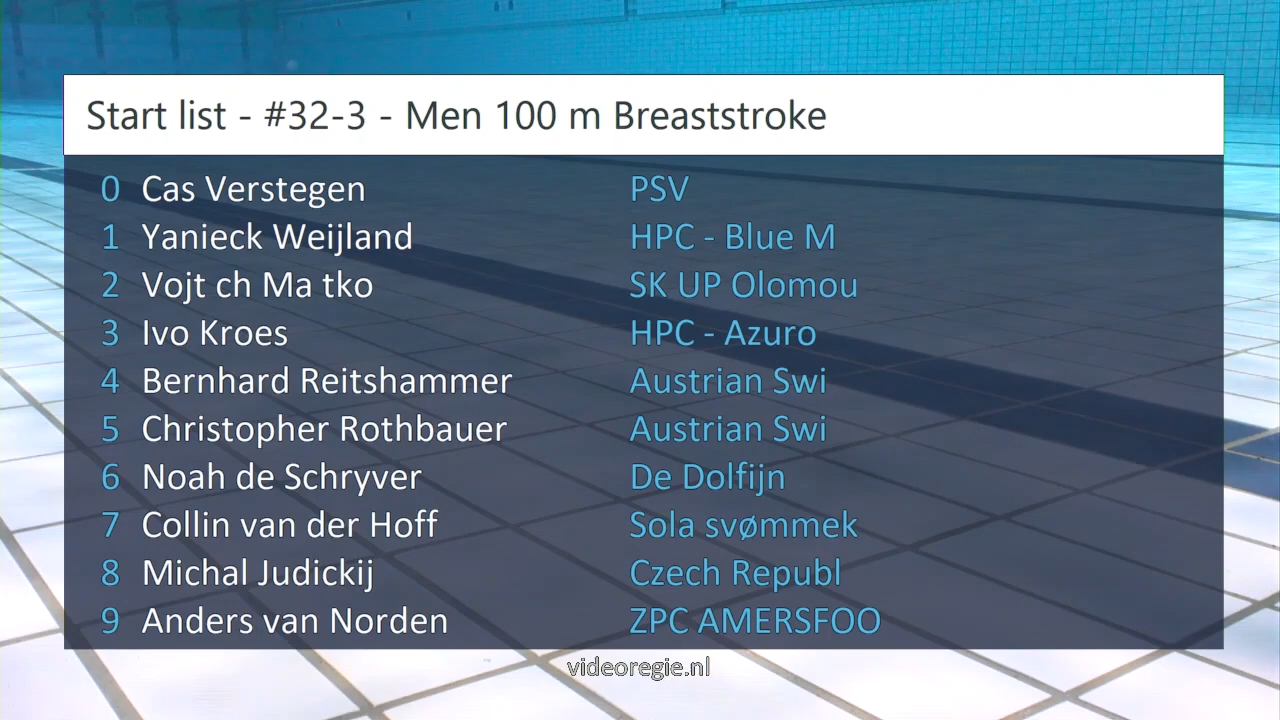 Start list - #32-3 - Men 100 m Breaststroke
0 Cas Verstegen PSV
1 Yanieck Weijland HPC - Blue M
2 Vojt ch Ma tko SK UP Olomou
3 Ivo Kroes HPC - Azuro
4 Bernhard Reitshammer Austrian Swi
5 Christopher Rothbauer Austrian Swi
6 Noah de Schryver De Dolfijn
7 Collin van der Hoff Sola svømmek
8 Michal Judickij Czech Republ
9 Anders van Norden ZPC AMERSFOO
videoregie.nl